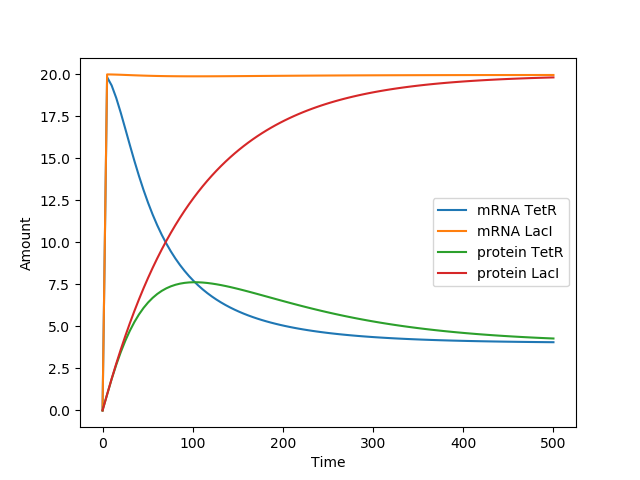 20.0
17.5
15.0
12.5
10.0
7.5
5.0
2.5
0.0
Amount
mRNA TetR
mRNA LacI
protein TetR
protein LacI
0 100 200 300 400 500
Time